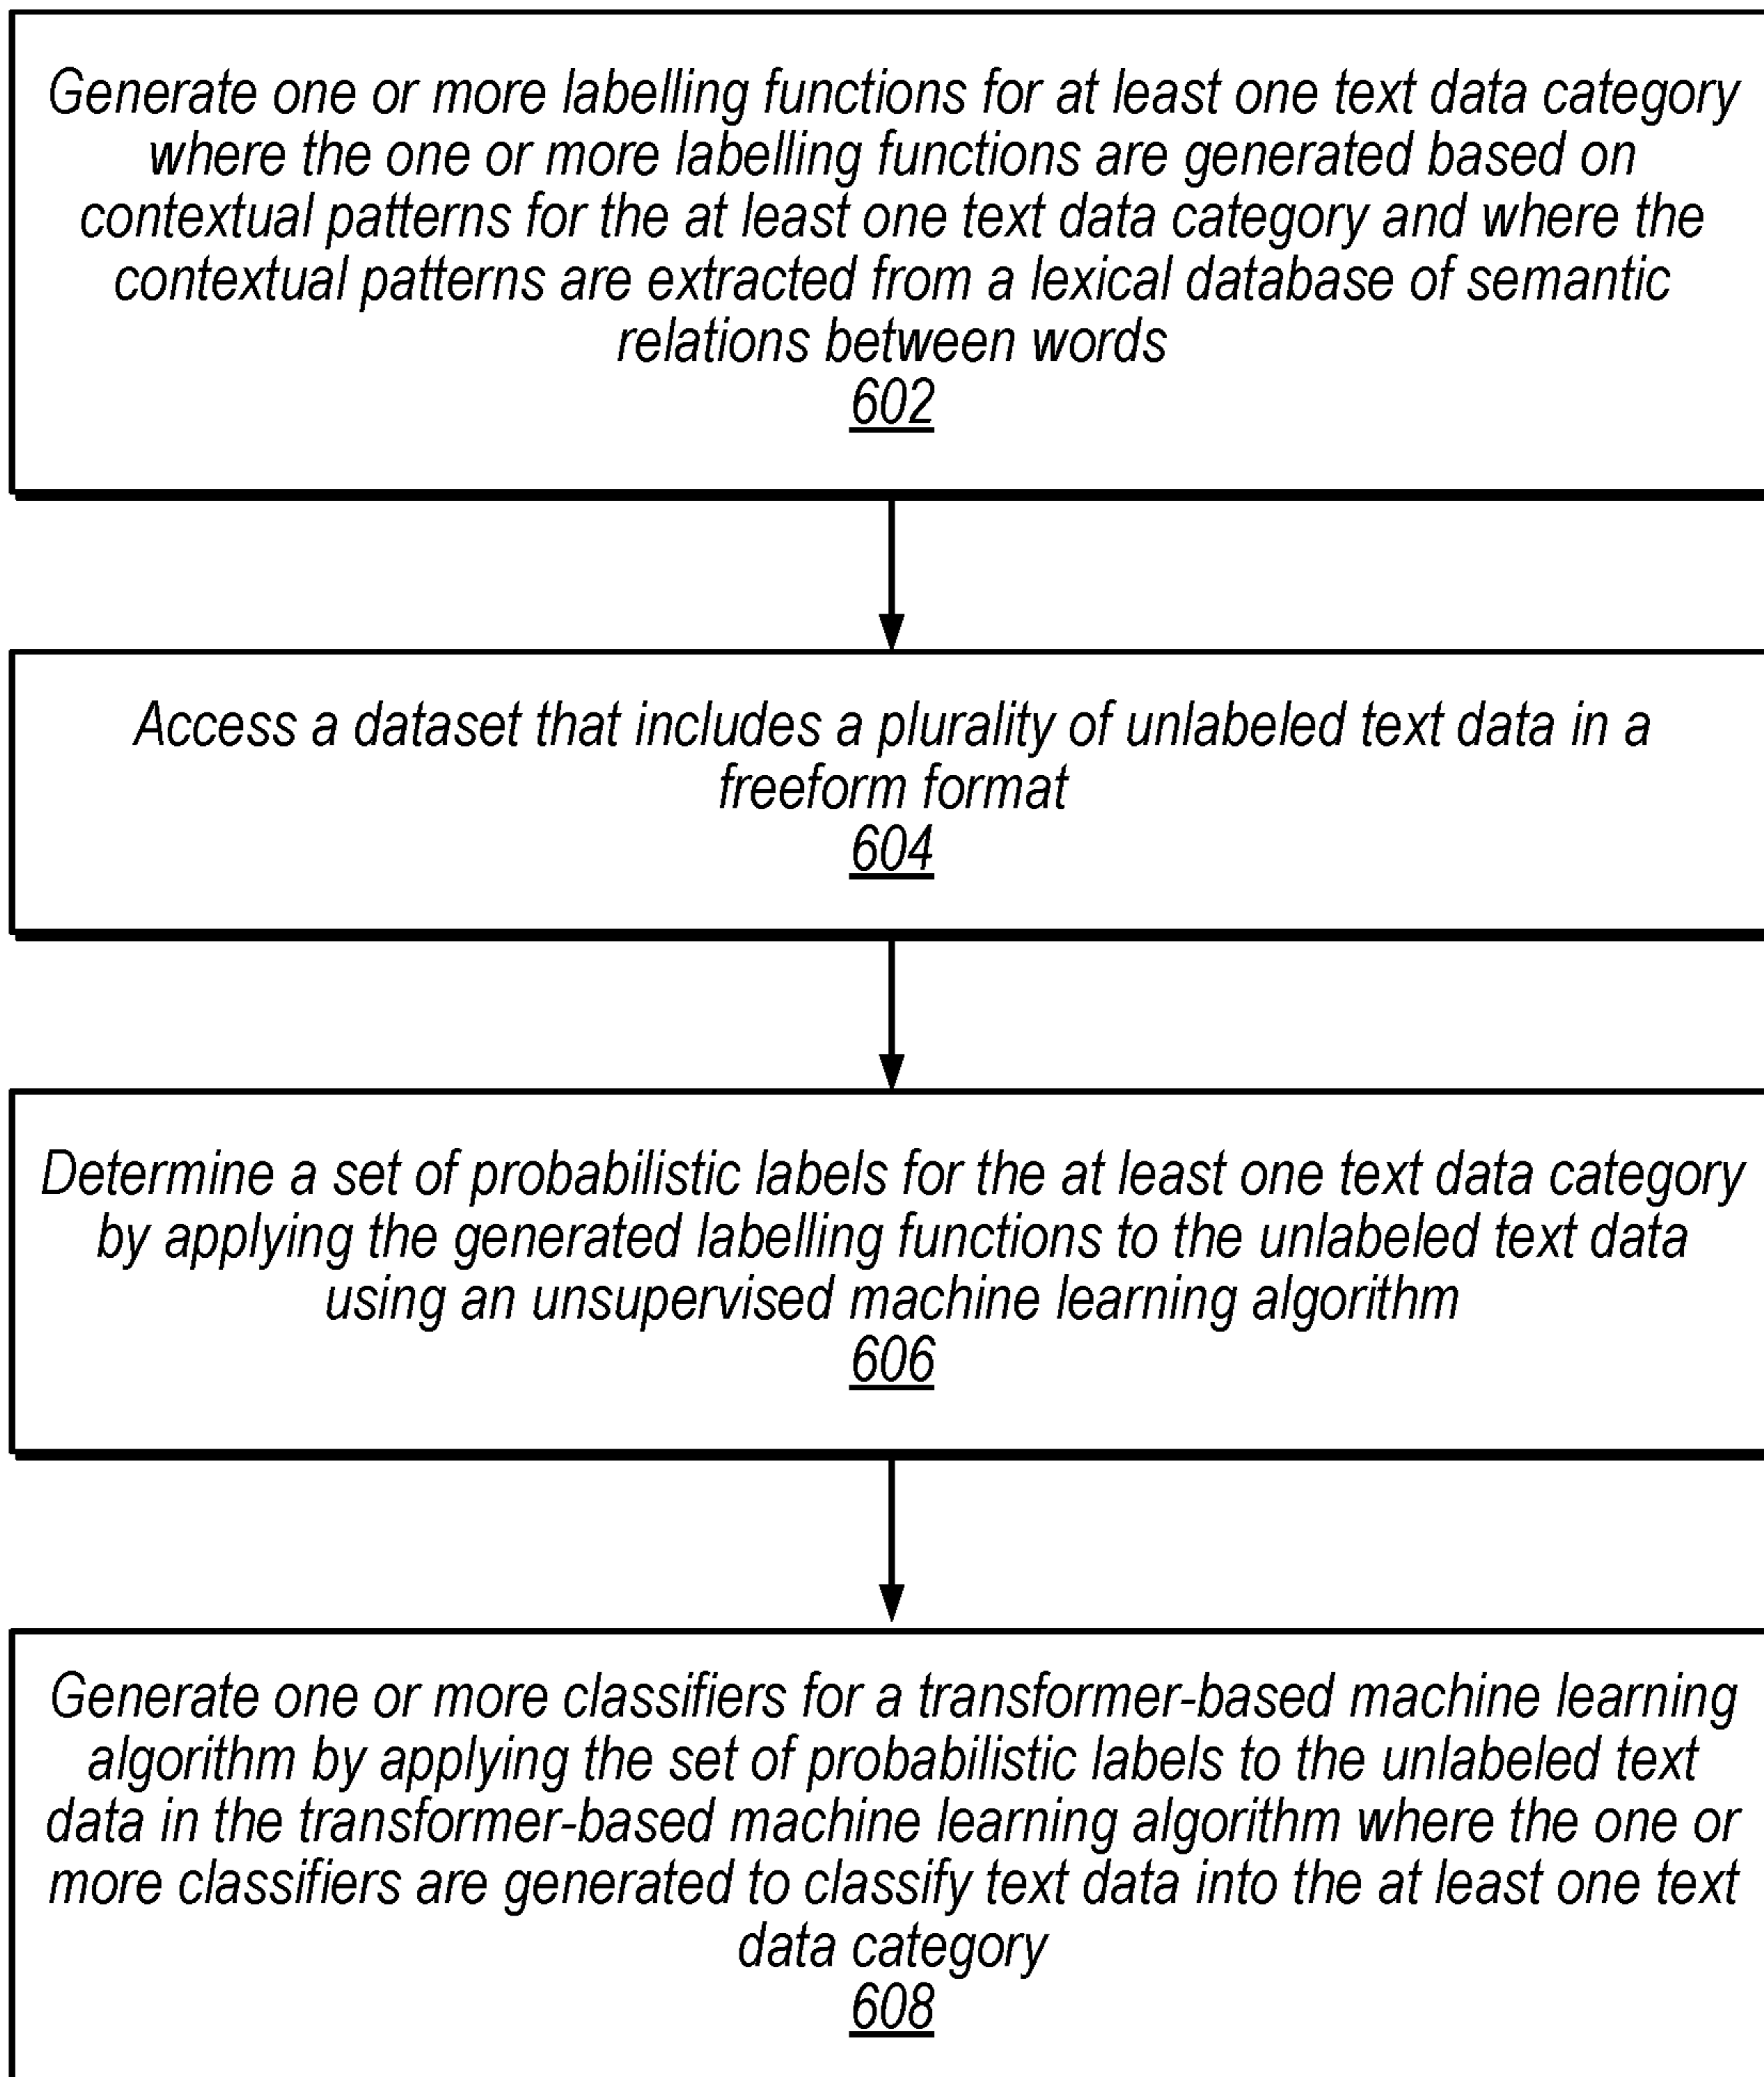 Generate one or more labelling functions for at least one text data category
where the one or more labelling functions are generated based on
contextual patterns for the at least one text data category and where the
contextual patterns are extracted from a lexical database of semantic
relations between words
602
Access a dataset that includes a plurality of unlabeled text data in a
freeform format
604
Determine a set of probabilistic labels for the at least one text data category
by applying the generated labelling functions to the unlabeled text data
using an unsupervised machine learning algorithm
606
Generate one or more classifiers for a transformer-based machine learning
algorithm by applying the set of probabilistic labels to the unlabeled text
data in the transformer-based machine learning algorithm where the one or
more classifiers are generated to classify text data into the at least one text
data category
608